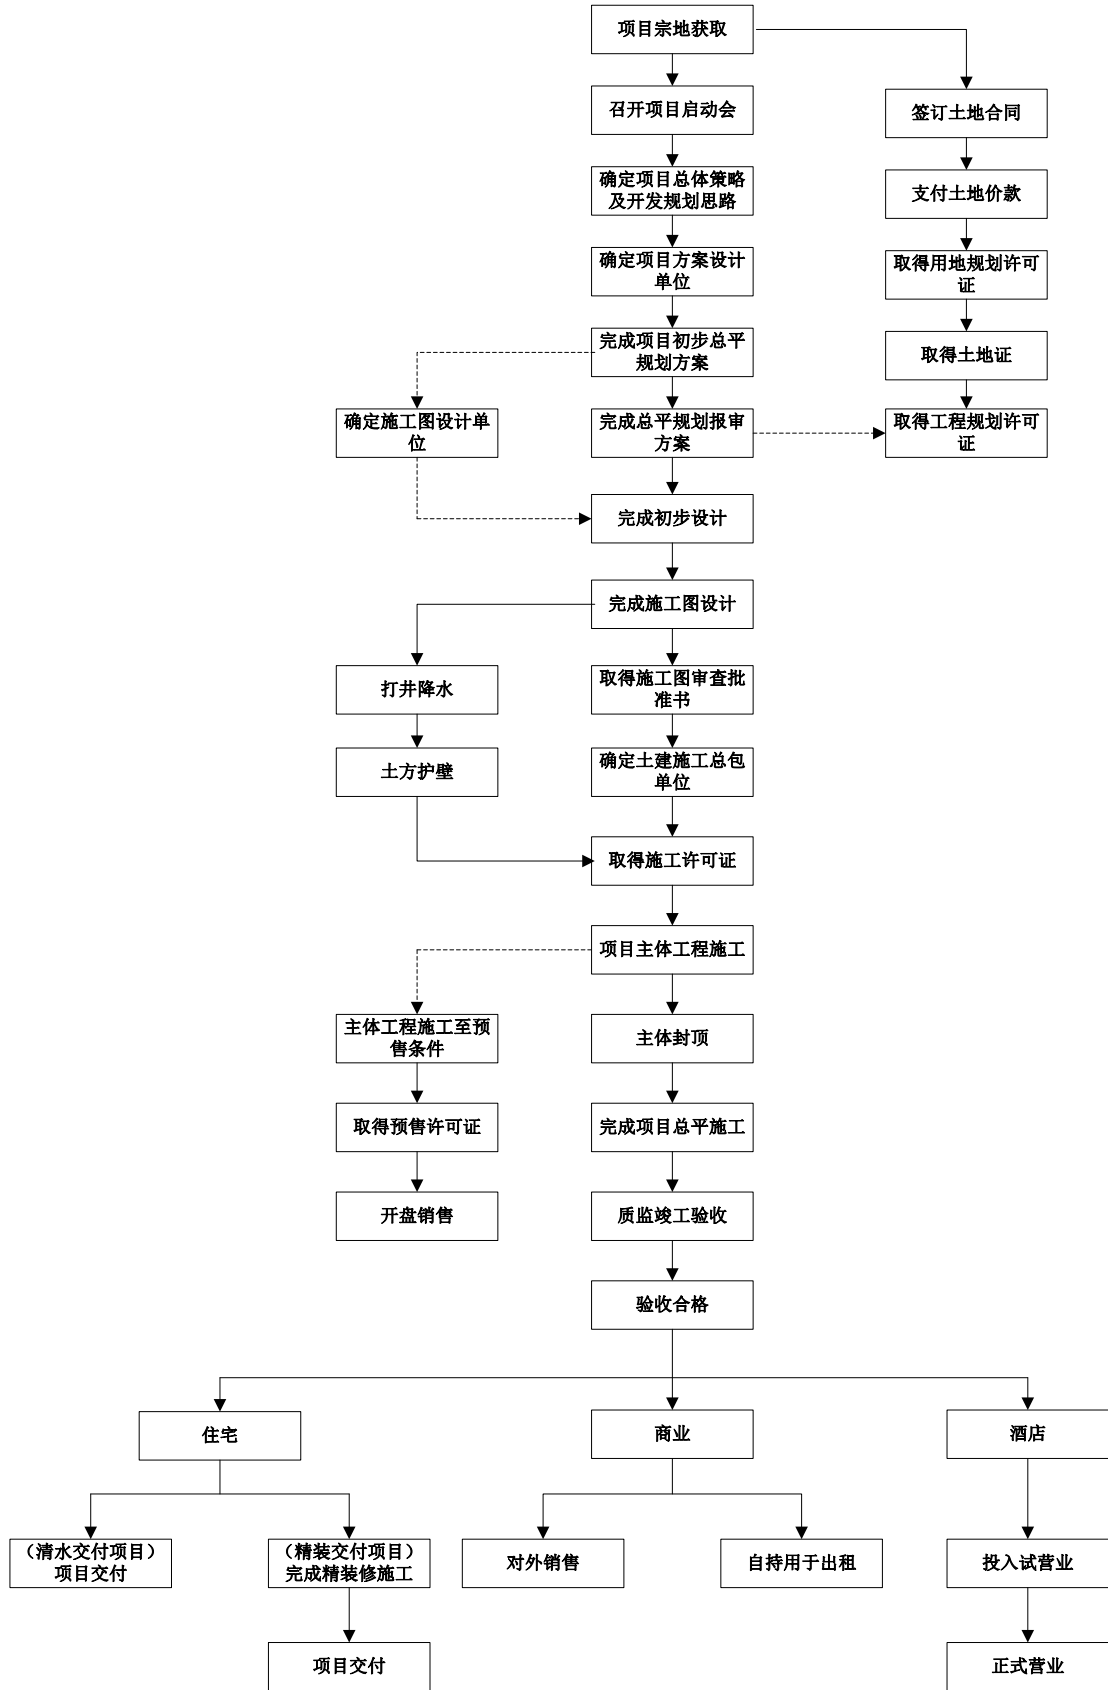 项目宗地获取
召开项目启动会
签订土地合同
确定项目总体策略
及开发规划思路
支付土地价款
确定项目方案设计
单位
取得用地规划许可
证
完成项目初步总平
规划方案
取得土地证
确定施工图设计单
位
完成总平规划报审
方案
取得工程规划许可
证
完成初步设计
完成施工图设计
打井降水
取得施工图审查批
准书
土方护壁
确定土建施工总包
单位
取得施工许可证
项目主体工程施工
主体工程施工至预
售条件
主体封顶
取得预售许可证
完成项目总平施工
开盘销售
质监竣工验收
验收合格
住宅
商业
酒店
（清水交付项目）
项目交付
（精装交付项目）
完成精装修施工
对外销售
自持用于出租
投入试营业
项目交付
正式营业